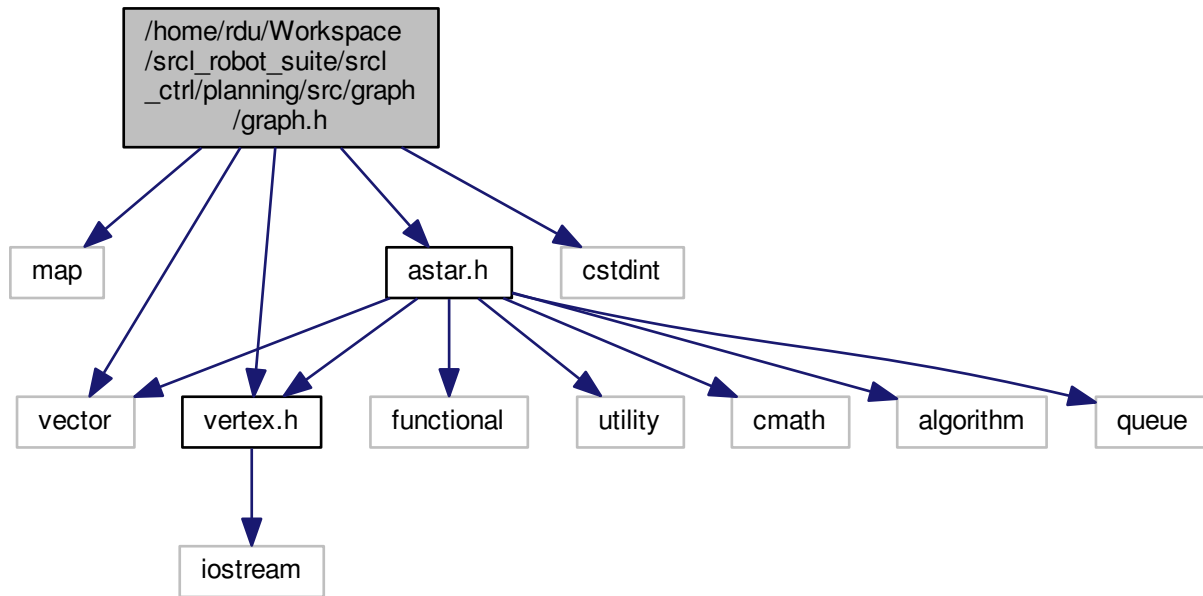 /home/rdu/Workspace
/srcl_robot_suite/srcl
_ctrl/planning/src/graph
/graph.h
map
astar.h
cstdint
vector
vertex.h
functional
utility
cmath
algorithm
queue
iostream